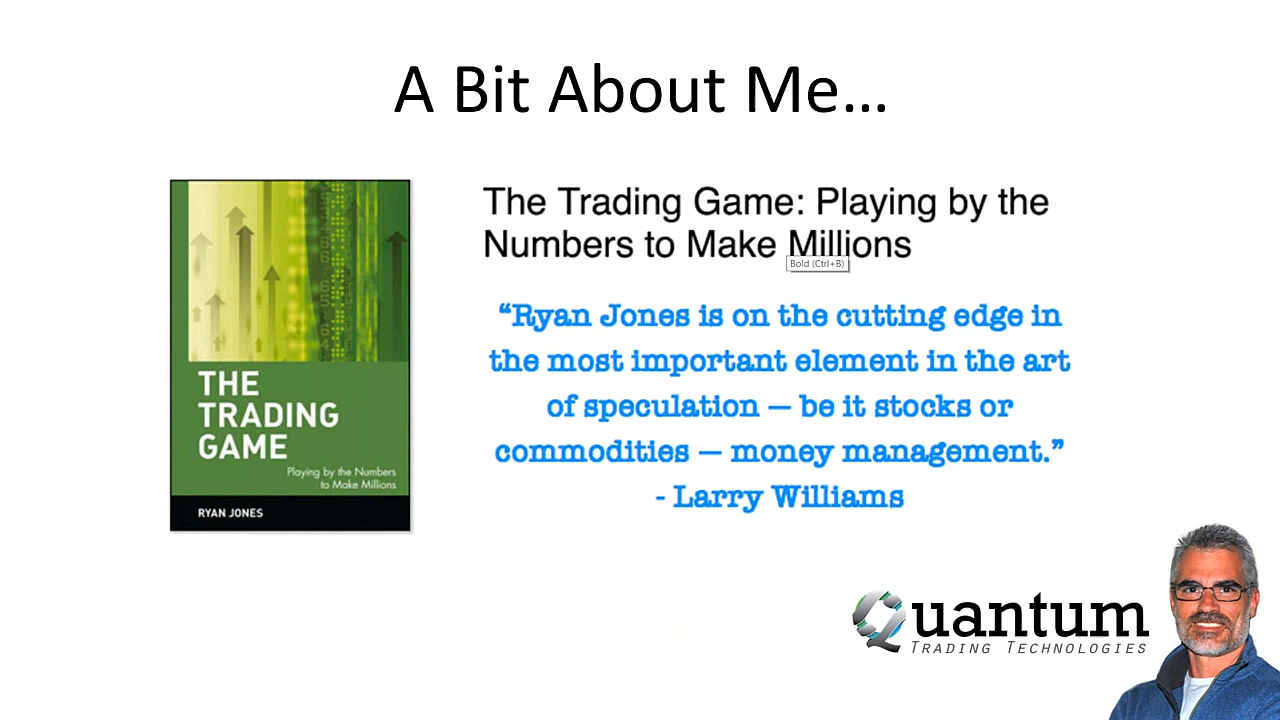 A Bit About Me...
THE
TRADING
GAME
Playing by the Numbers
to Make Millions
RYAN JONES
The Trading Game: Playing by the
Numbers to Make Millions
Bold (Ctrl+B)
“Ryan Jones is on the cutting edge in
the most important element in the art
of speculation — be it stocks or
commodities — money management.”
- Larry Williams
Quantum
TRADING TECHNOLOGIES